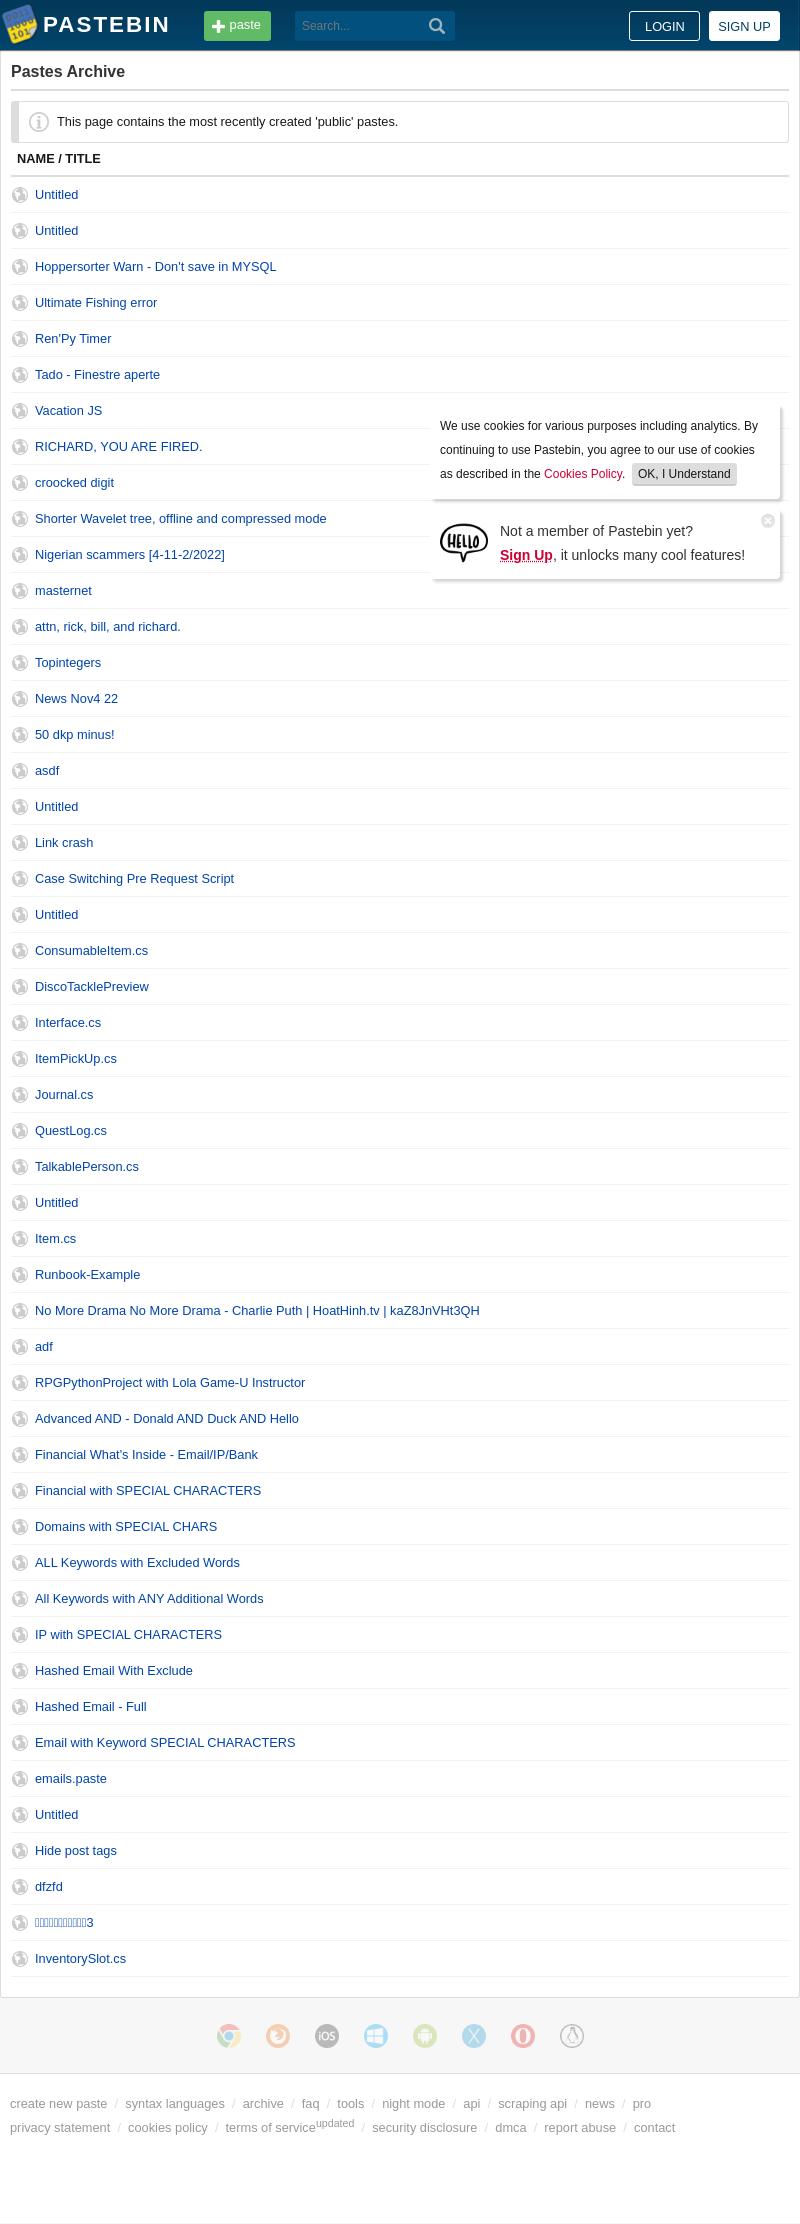 PASTEBIN
paste
Search...
LOGIN
SIGN UP
Pastes Archive
This page contains the most recently created 'public' pastes.
NAME / TITLE
Untitled
Untitled
Hoppersorter Warn - Don't save in MYSQL
Ultimate Fishing error
Ren'Py Timer
Tado - Finestre aperte
Vacation JS
RICHARD, YOU ARE FIRED.
croocked digit
Shorter Wavelet tree, offline and compressed mode
Nigerian scammers [4-11-2/2022]
We use cookies for various purposes including analytics. By
continuing to use Pastebin, you agree to our use of cookies
as described in the Cookies Policy. OK, I Understand
HELLO
Not a member of Pastebin yet?
Sign Up, it unlocks many cool features!
masternet
attn, rick, bill, and richard.
Topintegers
News Nov4 22
50 dkp minus!
asdf
Untitled
Link crash
Case Switching Pre Request Script
Untitled
ConsumableItem.cs
DiscoTacklePreview
Interface.cs
ItemPickUp.cs
Journal.cs
QuestLog.cs
TalkablePerson.cs
Untitled
Item.cs
Runbook-Example
No More Drama No More Drama - Charlie Puth | HoatHinh.tv | kaZ8JnVHt3QH
adf
RPGPythonProject with Lola Game-U Instructor
Advanced AND - Donald AND Duck AND Hello
Financial What's Inside - Email/IP/Bank
Financial with SPECIAL CHARACTERS
Domains with SPECIAL CHARS
ALL Keywords with Excluded Words
All Keywords with ANY Additional Words
IP with SPECIAL CHARACTERS
Hashed Email With Exclude
Hashed Email - Full
Email with Keyword SPECIAL CHARACTERS
emails.paste
Untitled
Hide post tags
dfzfd
3
InventorySlot.cs
iOS
create new paste / syntax languages / archive / faq / tools / night mode / api / scraping api / news / pro
privacy statement / cookies policy / terms of service updated / security disclosure / dmca / report abuse / contact